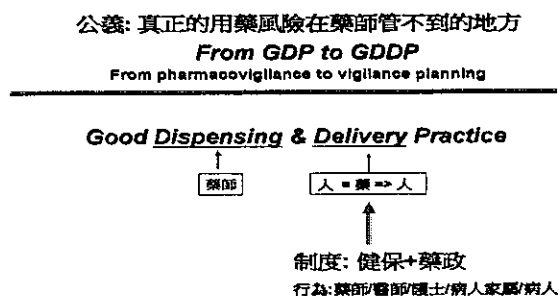 公義: 真正的用藥風險在藥師管不到的地方
From GDP to GDDP
From pharmacovigilance to vigilance planning
Good Dispensing & Delivery Practice
藥師
人 = 藥 => 人
制度: 健保+藥政
行為:藥師/醫師/護士/病人家屬/病人